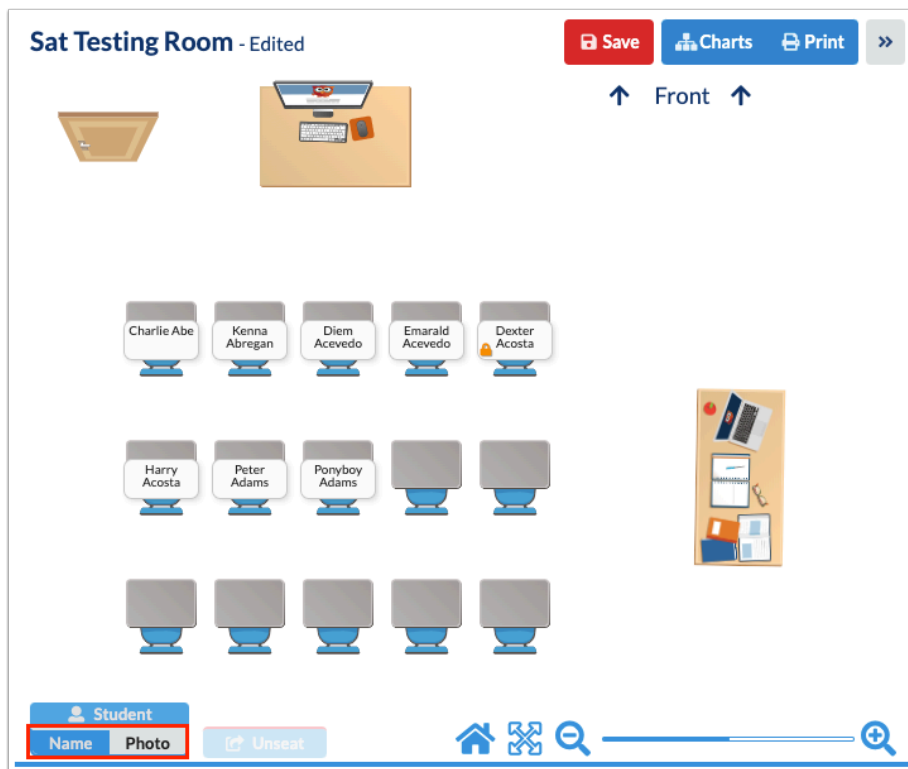 Sat Testing Room - Edited
Save
Charts
Print
Front
Charlie Abe
Kenna
Abregan
Diem
Acevedo
Emarald
Acevedo
Dexter
Acosta
Harry
Acosta
Peter
Adams
Ponyboy
Adams
Student
Name
Photo
Unseat